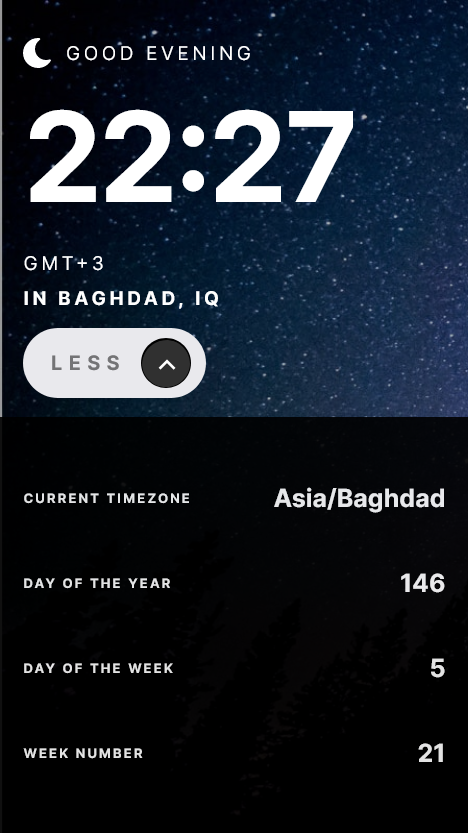 GOOD EVENING
22:27
GMT+3
IN BAGHDAD, IQ
LESS
CURRENT TIMEZONE Asia/Baghdad
DAY OF THE YEAR 146
DAY OF THE WEEK 5
WEEK NUMBER 21